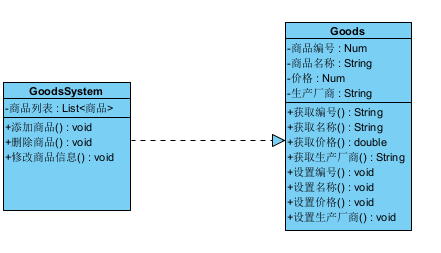 GoodsSystem
-商品列表 : List<商品>
+添加商品() : void
+删除商品() : void
+修改商品信息() : void
Goods
-商品编号 : Num
-商品名称 : String
-价格 : Num
-生产厂商 : String
+获取编号() : String
+获取名称() : String
+获取价格() : double
+获取生产厂商() : String
+设置编号() : void
+设置名称() : void
+设置价格() : void
+设置生产厂商() : void